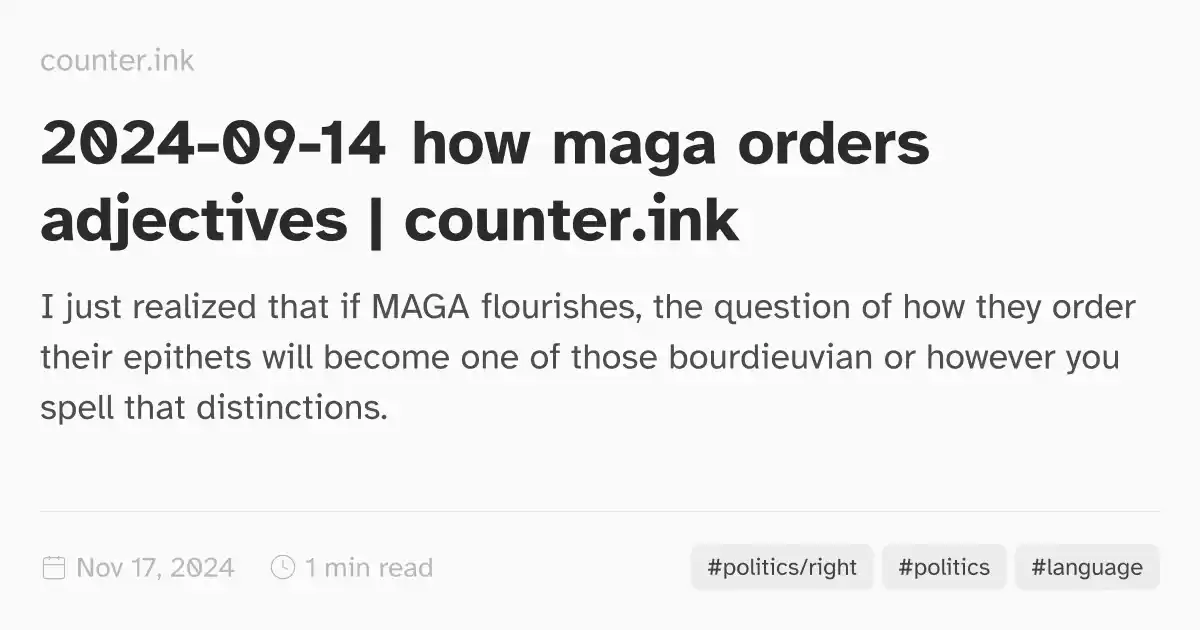 counter.ink
2024-09-14 how maga orders
adjectives | counter.ink
I just realized that if MAGA flourishes, the question of how they order
their epithets will become one of those bourdieuvian or however you
spell that distinctions.
Nov 17, 2024 1 min read #politics/right #politics #language